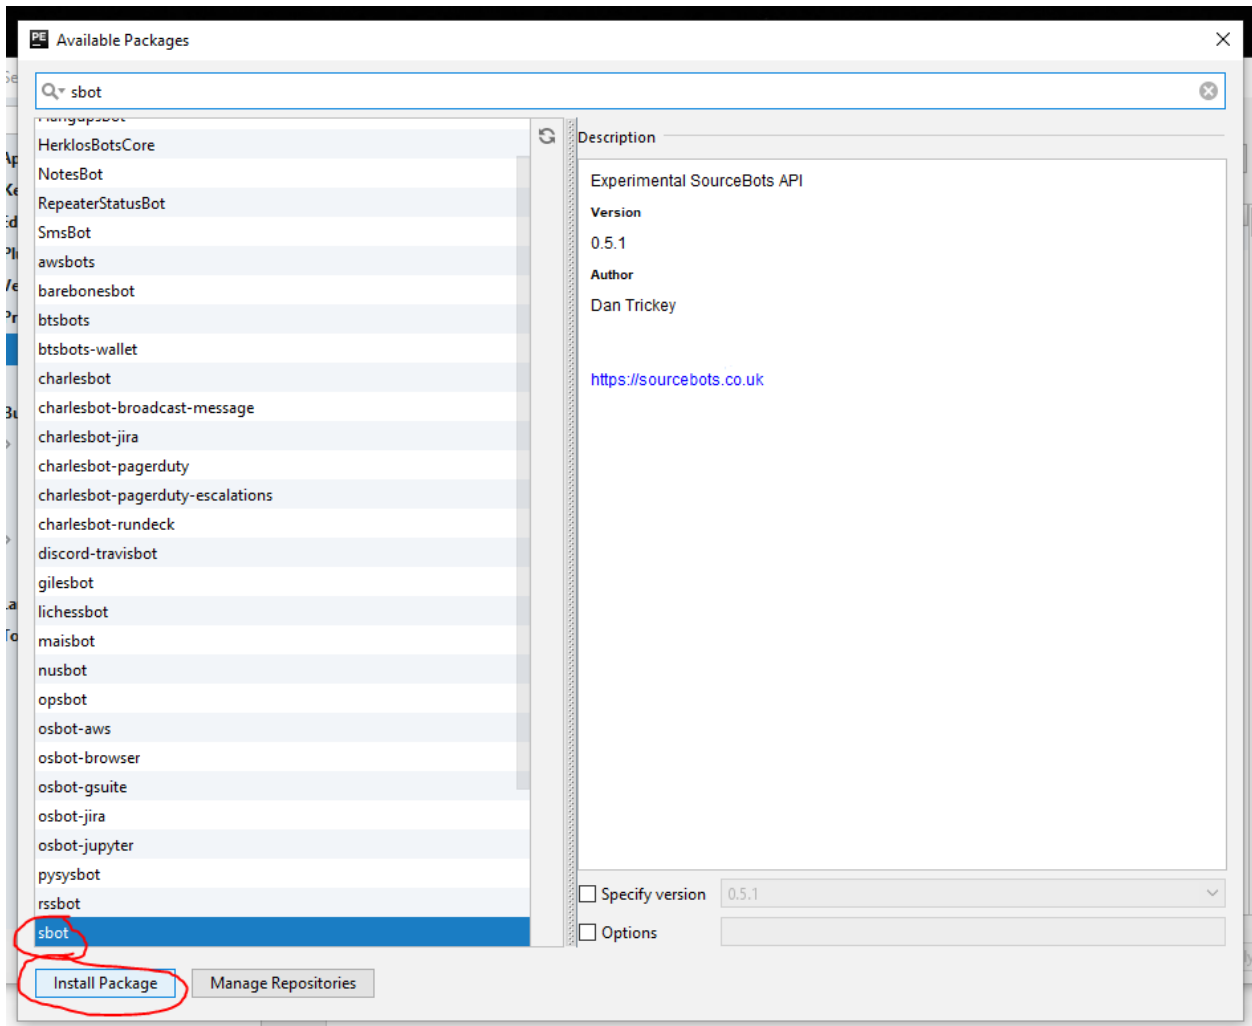 PE Available Packages
sbot
HerklosBotsCore
NotesBot
RepeaterStatusBot
SmsBot
awsbots
barebonesbot
btsbots
btsbots-wallet
charlesbot
charlesbot-broadcast-message
charlesbot-jira
charlesbot-pagerduty
charlesbot-pagerduty-escalations
charlesbot-rundeck
discord-travisbot
gilesbot
lichessbot
maisbot
nusbot
opsbot
osbot-aws
osbot-browser
osbot-gsuite
osbot-jira
osbot-jupyter
pysysbot
rssbot
sbot
Install Package
Manage Repositories
Description
Experimental SourceBots API
Version
0.5.1
Author
Dan Trickey
https://sourcebots.co.uk
Specify version 0.5.1
Options